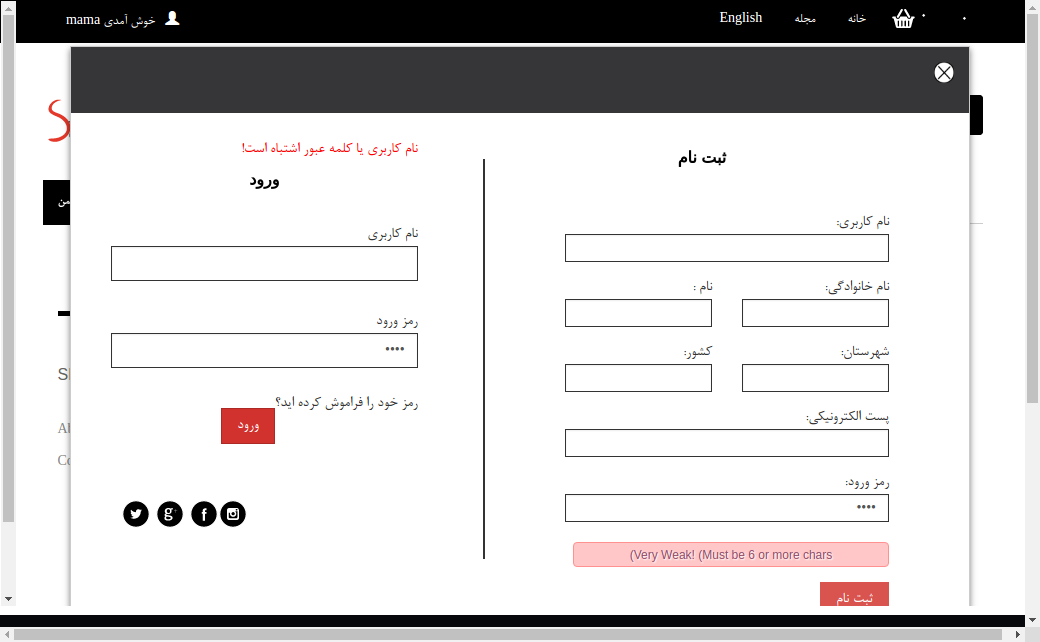 خوش آمدی mama
خانه
مجله
English
نام کاربری یا کلمه عبور اشتباه است!
ورود
نام کاربری
رمز ورود
••••
رمز خود را فراموش کرده اید؟
ورود
ثبت نام
نام کاربری:
نام خانوادگی:
نام :
شهرستان:
کشور:
پست الکترونیکی:
رمز ورود:
••••
(Very Weak! (Must be 6 or more chars
ثبت نام